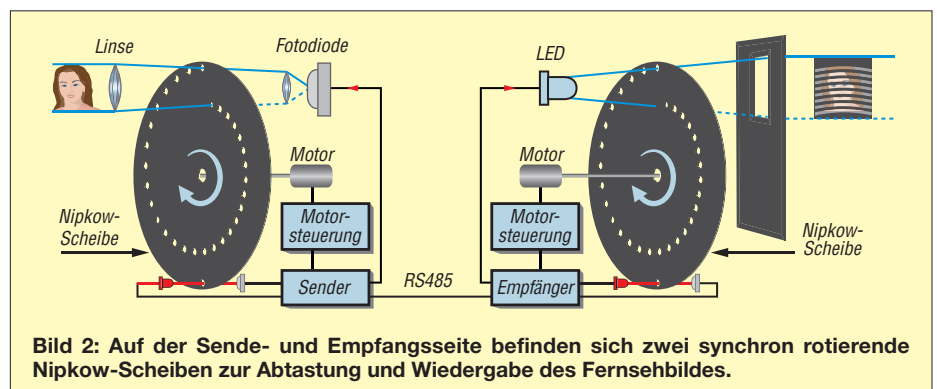 Linse
Fotodiode
LED
Motor
Motor
Nipkow-
Scheibe
Motor-
steuerung
Motor-
steuerung
Nipkow-
Scheibe
Sender
RS485
Empfänger
Bild 2: Auf der Sende- und Empfangsseite befinden sich zwei synchron rotierende
Nipkow-Scheiben zur Abtastung und Wiedergabe des Fernsehbildes.